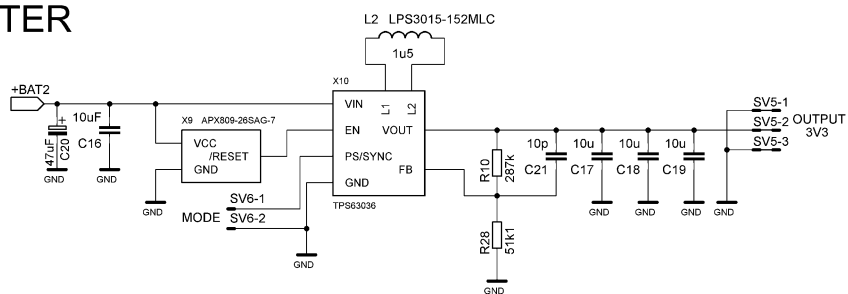 TER
L2 LPS3015-152MLC
1u5
X10
+BAT2
VIN
L1
L2
SV5-1
10uF
X9 APX809-26SAG-7
EN
VOUT
SV5-2
OUTPUT
3V3
+
47uF
C20
C16
VCC
/RESET
GND
PS/SYNC
FB
R10
287k
10p
C21
10u
C17
10u
C18
10u
C19
SV5-3
GND
GND
GND
SV6-1
MODE
SV6-2
GND
TPS63036
GND
GND
GND
GND
GND
R28
51k1
GND
GND